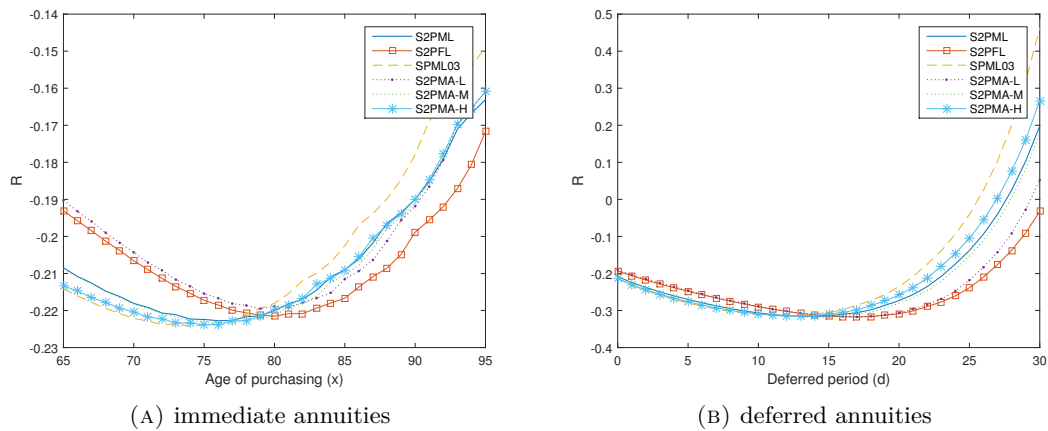 -0.14
-0.15
-0.16
-0.17
-0.18
-0.19
-0.2
-0.21
-0.22
-0.23
R
65 70 75 80 85 90 95
Age of purchasing (x)
S2PML
S2PFL
SPML03
S2PMA-L
S2PMA-M
S2PMA-H
(A) immediate annuities
0.5
0.4
0.3
0.2
0.1
0
-0.1
-0.2
-0.3
-0.4
R
0 5 10 15 20 25 30
Deferred period (d)
S2PML
S2PFL
SPML03
S2PMA-L
S2PMA-M
S2PMA-H
(B) deferred annuities